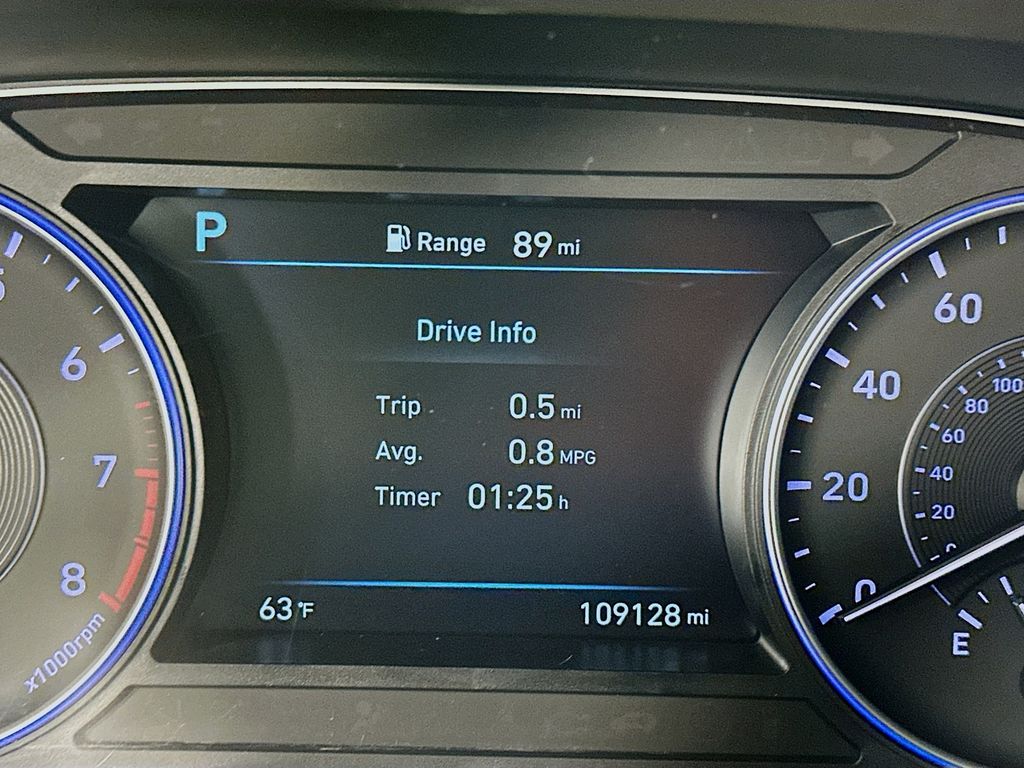 P
Range 89 mi
Drive Info
Trip 0.5 mi
Avg. 0.8 MPG
Timer 01:25 h
63°F 109128 mi
6
7
8
x1000rpm
60
40
20
0
100
80
60
40
20
0
E